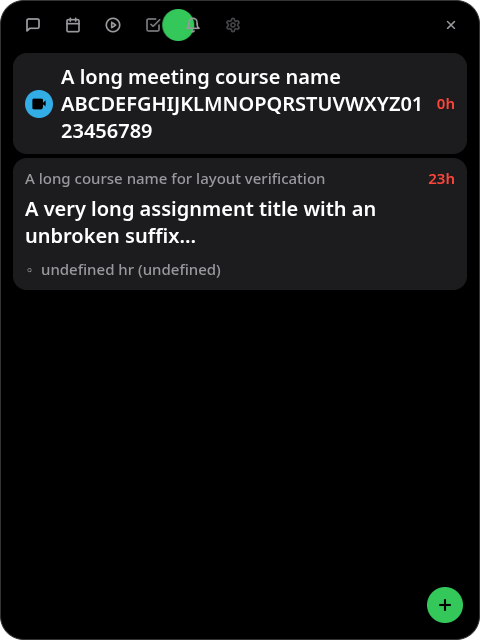 A long meeting course name
ABCDEFGHIJKLMNOPQRSTUVWXYZ01
23456789
0h
A long course name for layout verification
23h
A very long assignment title with an
unbroken suffix...
◦ undefined hr (undefined)